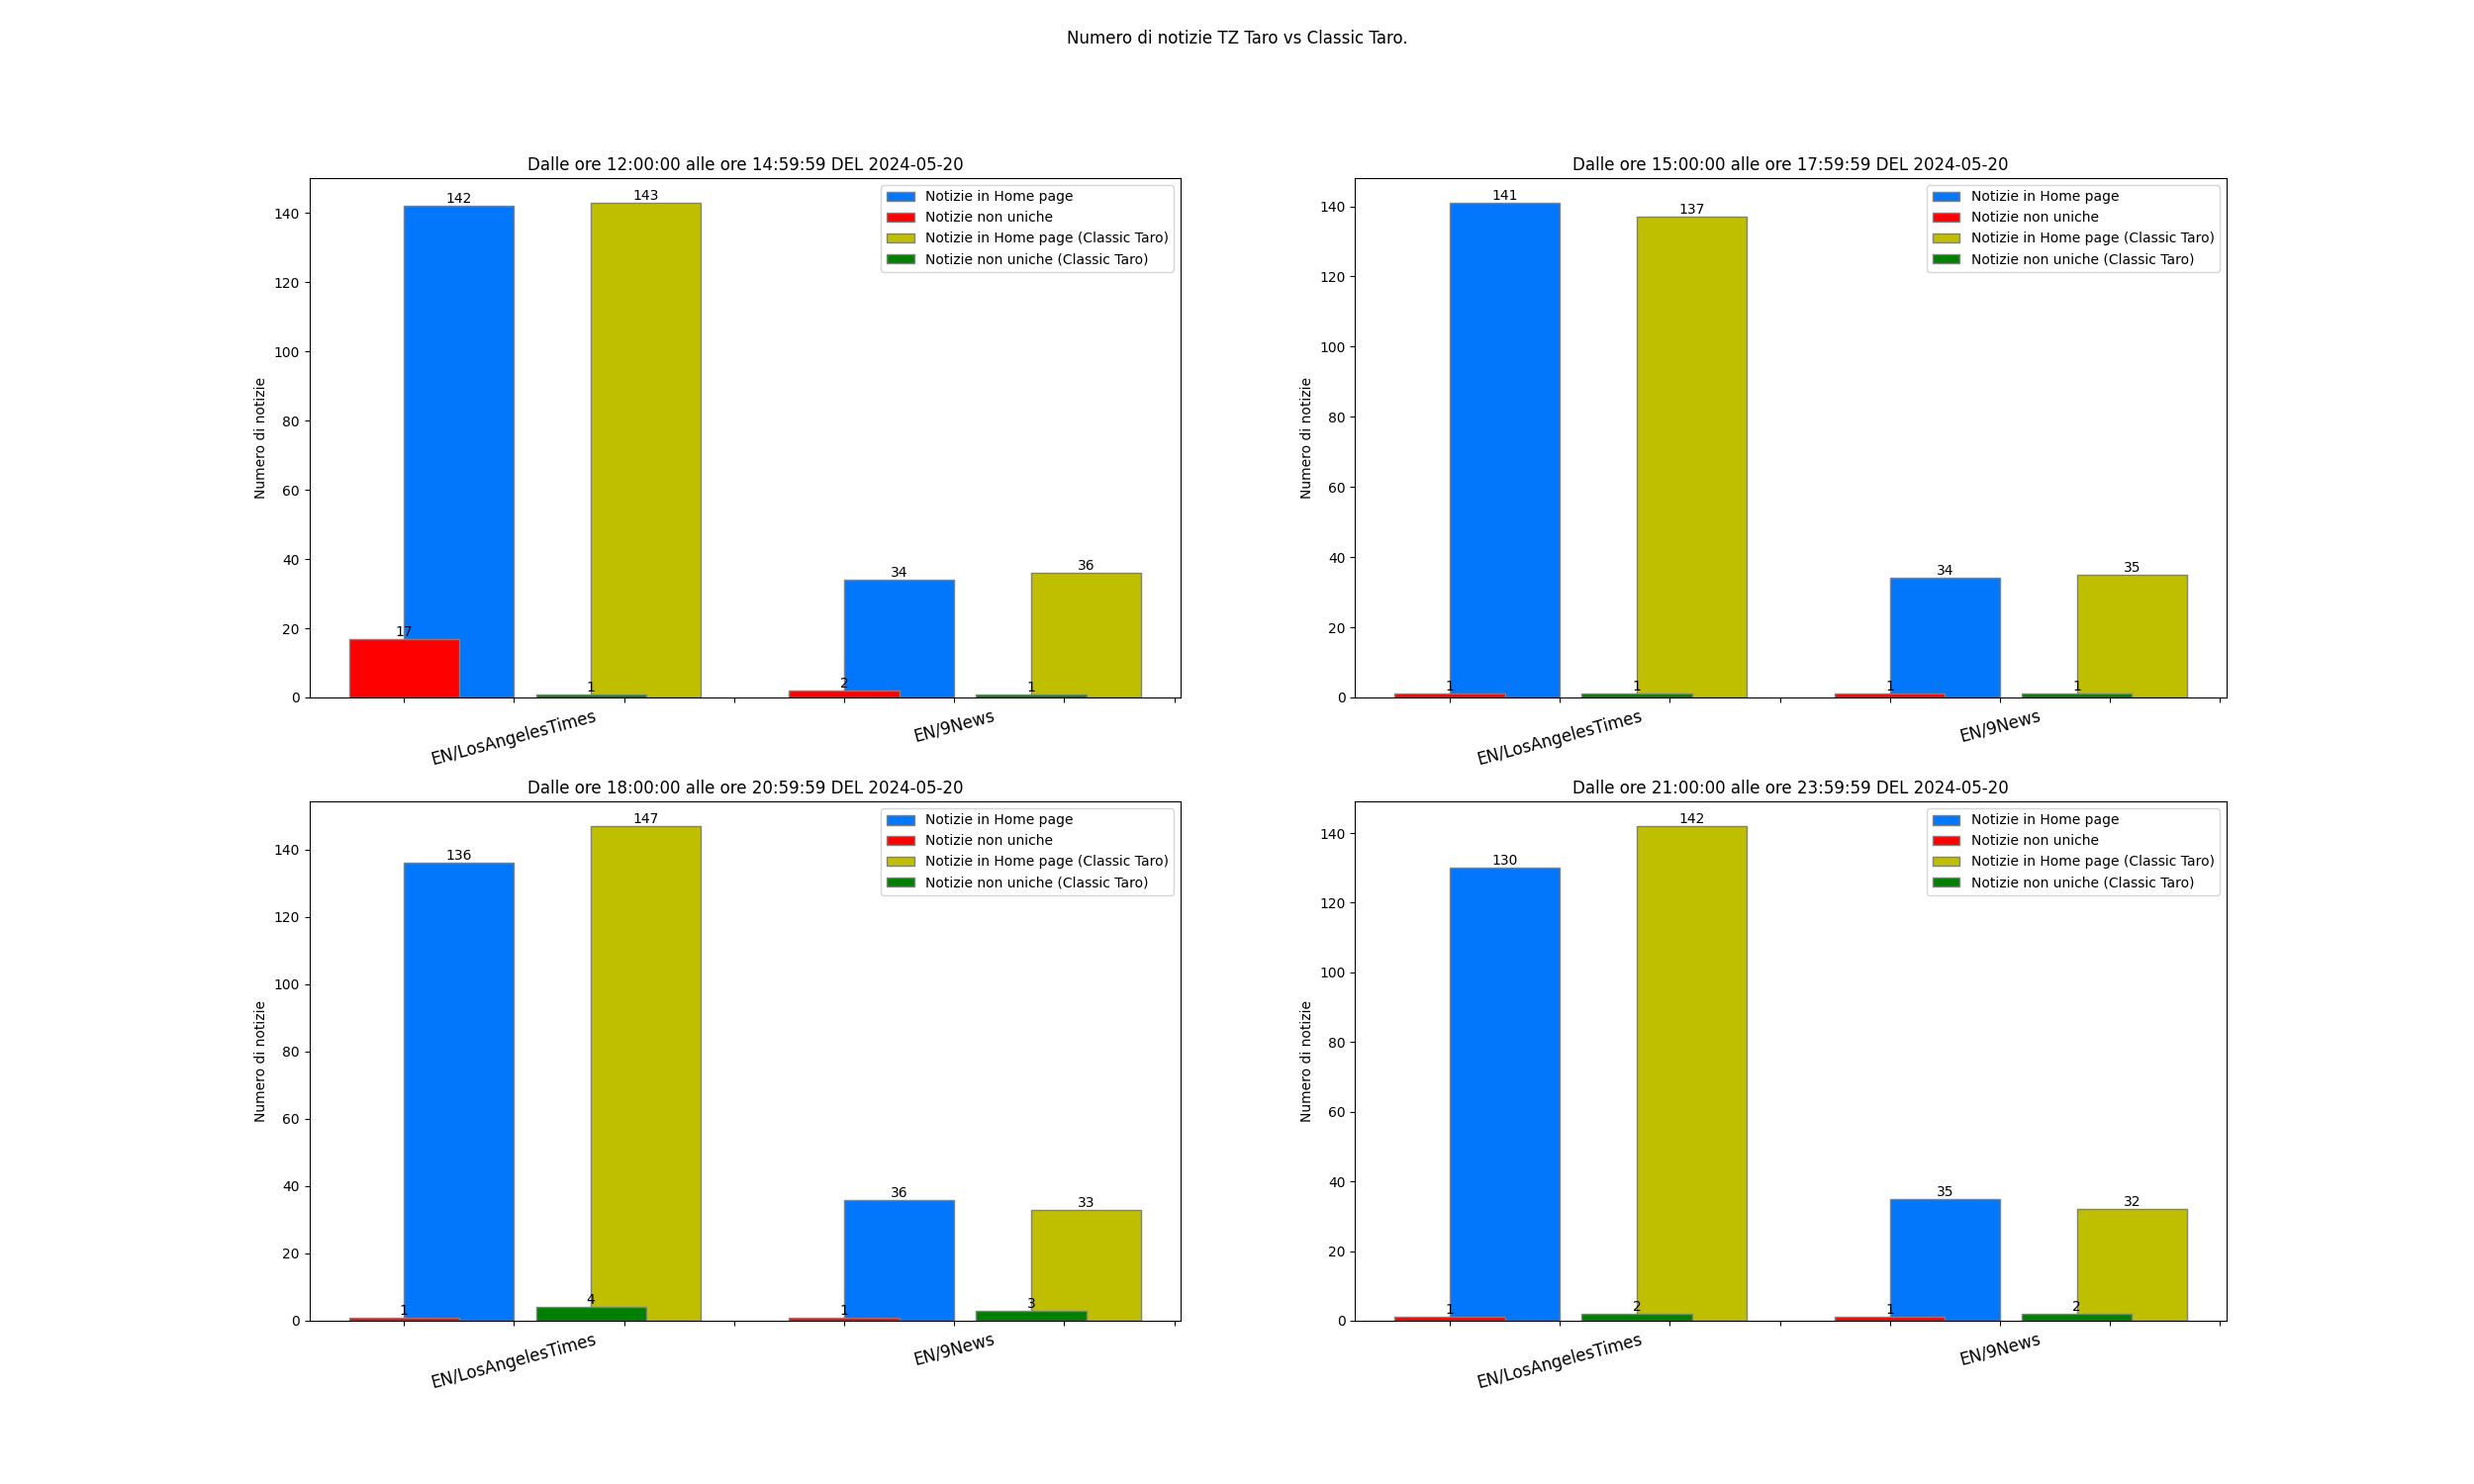 Numero di notizie TZ Taro vs Classic Taro.
Dalle ore 12:00:00 alle ore 14:59:59 DEL 2024-05-20
Numero di notizie
140
120
100
80
60
40
20
0
142
143
17
1
34
36
2
1
Notizie in Home page
Notizie non uniche
Notizie in Home page (Classic Taro)
Notizie non uniche (Classic Taro)
EN/LosAngelesTimes
EN/9News
Dalle ore 15:00:00 alle ore 17:59:59 DEL 2024-05-20
Numero di notizie
140
120
100
80
60
40
20
0
141
137
1
1
34
35
1
1
Notizie in Home page
Notizie non uniche
Notizie in Home page (Classic Taro)
Notizie non uniche (Classic Taro)
EN/LosAngelesTimes
EN/9News
Dalle ore 18:00:00 alle ore 20:59:59 DEL 2024-05-20
Numero di notizie
140
120
100
80
60
40
20
0
136
147
1
4
36
33
1
3
Notizie in Home page
Notizie non uniche
Notizie in Home page (Classic Taro)
Notizie non uniche (Classic Taro)
EN/LosAngelesTimes
EN/9News
Dalle ore 21:00:00 alle ore 23:59:59 DEL 2024-05-20
Numero di notizie
140
120
100
80
60
40
20
0
130
142
1
2
35
32
1
2
Notizie in Home page
Notizie non uniche
Notizie in Home page (Classic Taro)
Notizie non uniche (Classic Taro)
EN/LosAngelesTimes
EN/9News